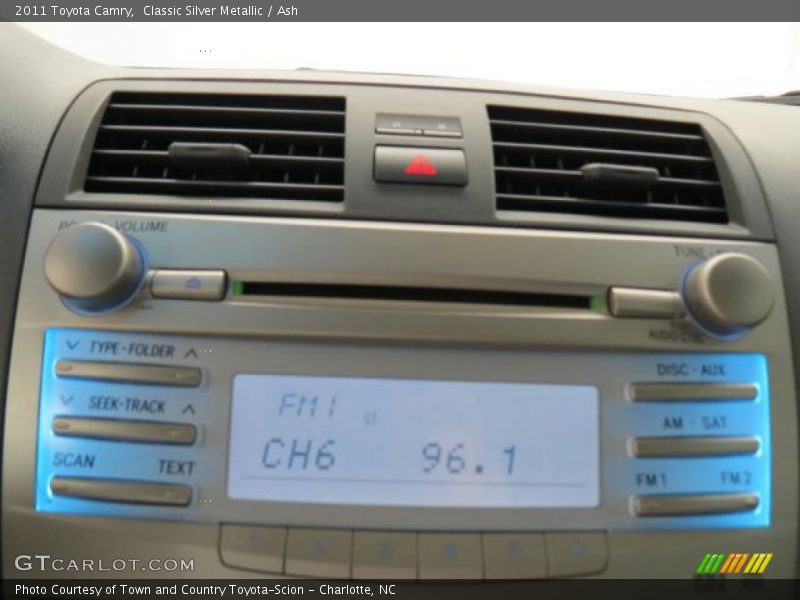 2011 Toyota Camry,  Classic Silver Metallic / Ash
VOLUME
TYPE·FOLDER
SEEK·TRACK
SCAN TEXT
FM1
ST
CH6 96.1
DISC · AUX
AM · SAT
FM1 FM2
GTCARLOT.COM
Photo Courtesy of Town and Country Toyota-Scion - Charlotte, NC